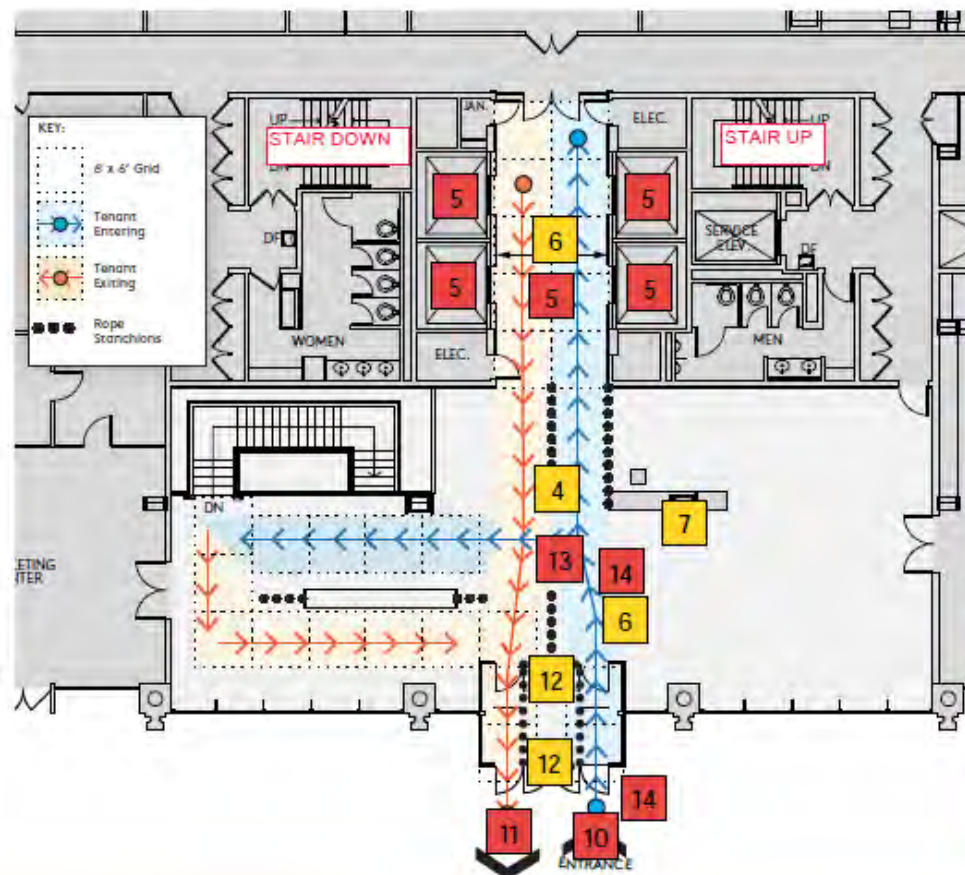 JAN.
ELEC.
UP
STAIR DOWN
DN
UP
STAIR UP
DN
KEY:
6' x 6' Grid
Tenant
Entering
Tenant
Exiting
Rope
Stanchions
5
5
6
5
5
5
DF
SERVICE
ELEV.
DF
WOMEN
ELEC.
MEN
4
7
DN
13
14
6
12
12
14
11
10
ENTRANCE